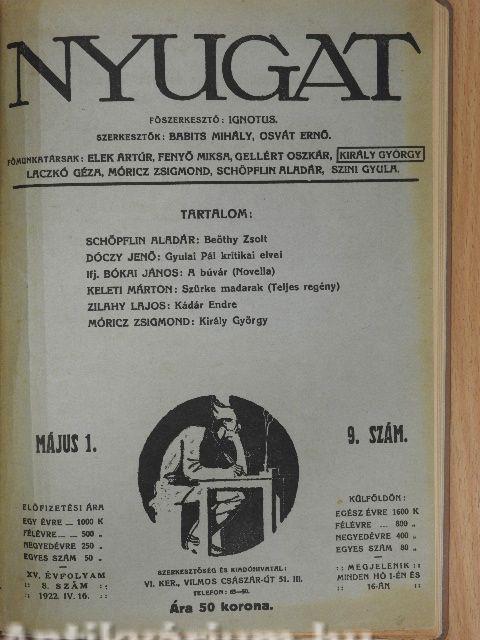 NYUGAT
FŐSZERKESZTŐ: IGNOTUS.
SZERKESZTŐK: BABITS MIHÁLY, OSVÁT ERNŐ.
FŐMUNKATÁRSAK: ELEK ARTÚR, FENYŐ MIKSA, GELLÉRT OSZKÁR, KIRÁLY GYÖRGY
LACZKÓ GÉZA, MÓRICZ ZSIGMOND, SCHÖPFLIN ALADÁR, SZINI GYULA.
TARTALOM:
SCHÖPFLIN ALADÁR: Beöthy Zsolt
DÓCZY JENŐ: Gyulai Pál kritikai elvei
Ifj. BÓKAI JÁNOS: A búvár (Novella)
KELETI MÁRTON: Szürke madarak (Teljes regény)
ZILAHY LAJOS: Kádár Endre
MÓRICZ ZSIGMOND: Király György
MÁJUS 1.
9. SZÁM.
ELŐFIZETÉSI ÁRA
EGY ÉVRE ... 1000 K
FÉLÉVRE ... 500 „
NEGYEDÉVRE 250 „
EGYES SZÁM 50 „
XV. ÉVFOLYAM
:: 8. SZÁM ::
1922. IV. 16.
SZERKESZTŐSÉG ÉS KIADÓHIVATAL:
VI. KER., VILMOS CSÁSZÁR-ÚT 51. III.
TELEFON: 65—50.
Ára 50 korona.
KÜLFÖLDÖN:
EGÉSZ ÉVRE 1600 K
FÉLÉVRE ... 800 „
NEGYEDÉVRE 400 „
EGYES SZÁM 80 „
:: MEGJELENIK ::
MINDEN HÓ 1-ÉN ÉS
16-ÁN